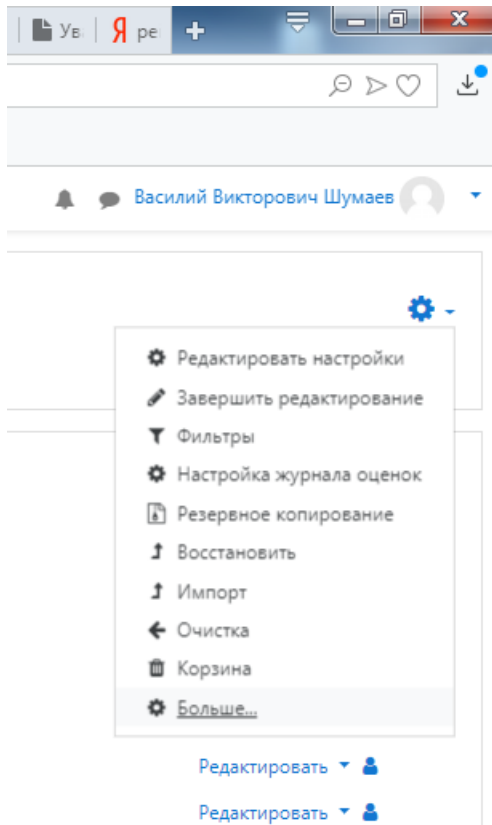 Ув
Я ре
Василий Викторович Шумаев
Редактировать настройки
Завершить редактирование
Фильтры
Настройка журнала оценок
Резервное копирование
Восстановить
Импорт
Очистка
Корзина
Больше...
Редактировать
Редактировать